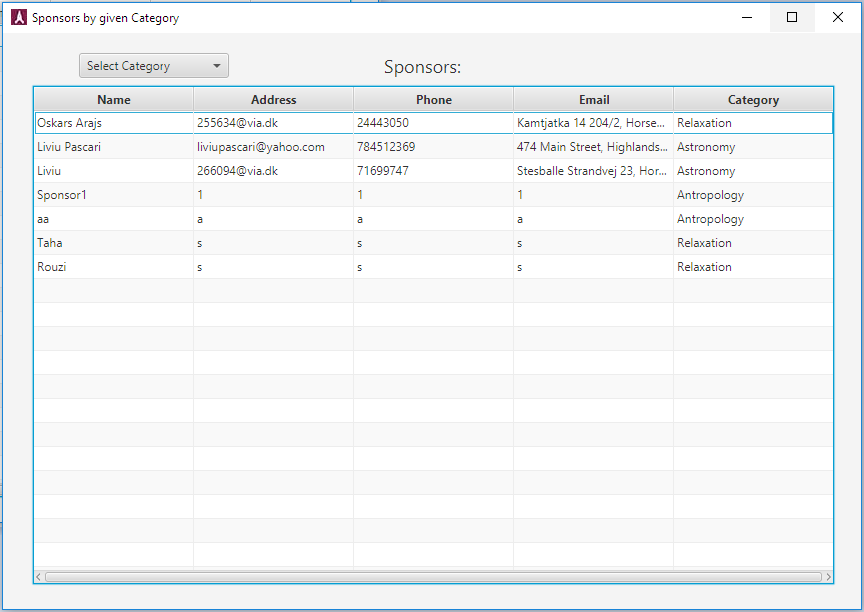 Sponsors by given Category
Select Category
Sponsors:
Name Address Phone Email Category
Oskars Arajs 255634@via.dk 24443050 Kamtjatka 14 204/2, Horse... Relaxation
Liviu Pascari liviupascari@yahoo.com 784512369 474 Main Street, Highlands... Astronomy
Liviu 266094@via.dk 71699747 Stesballe Strandvej 23, Hor... Astronomy
Sponsor1 1 1 1 Antropology
aa a a a Antropology
Taha s s s Relaxation
Rouzi s s s Relaxation